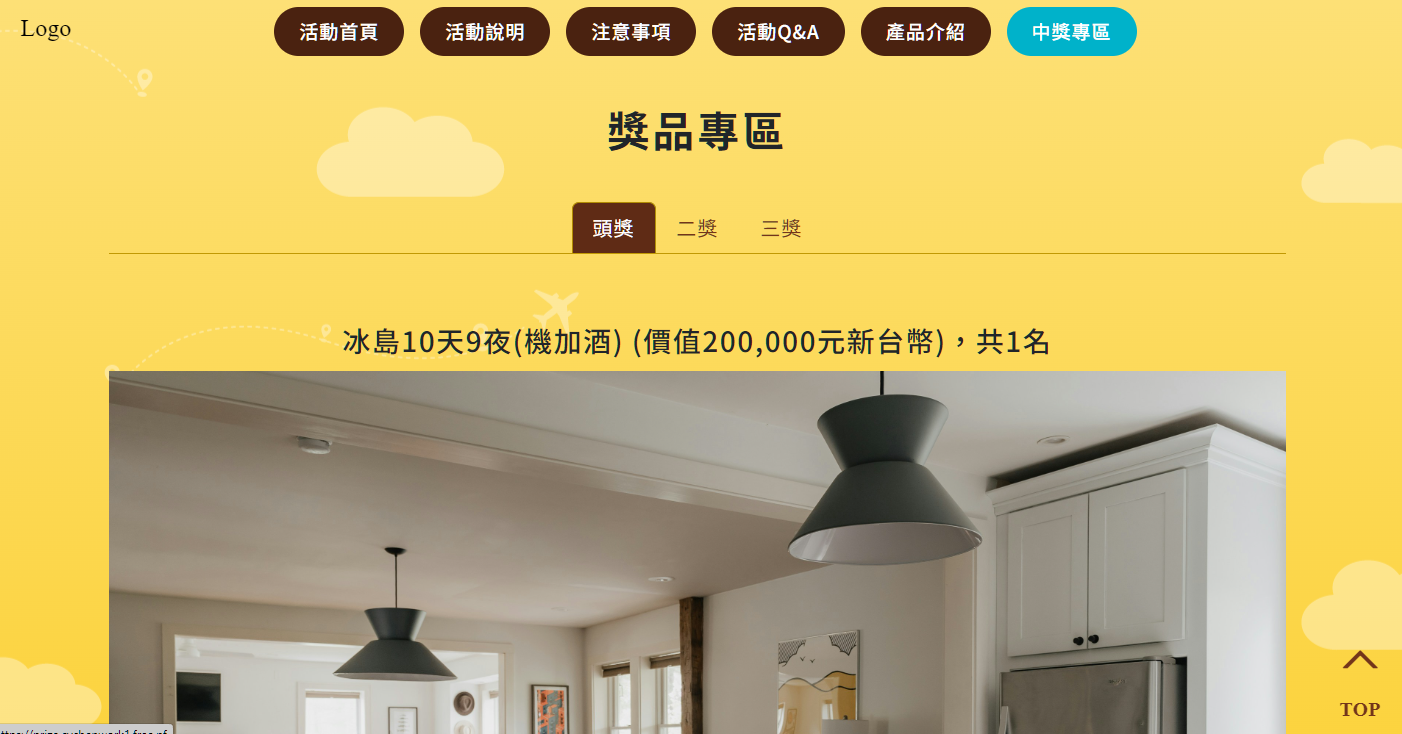 Logo
活動首頁 活動說明 注意事項 活動Q&A 產品介紹 中獎專區
獎品專區
頭獎 二獎 三獎
冰島10天9夜(機加酒) (價值200,000元新台幣)，共1名
TOP